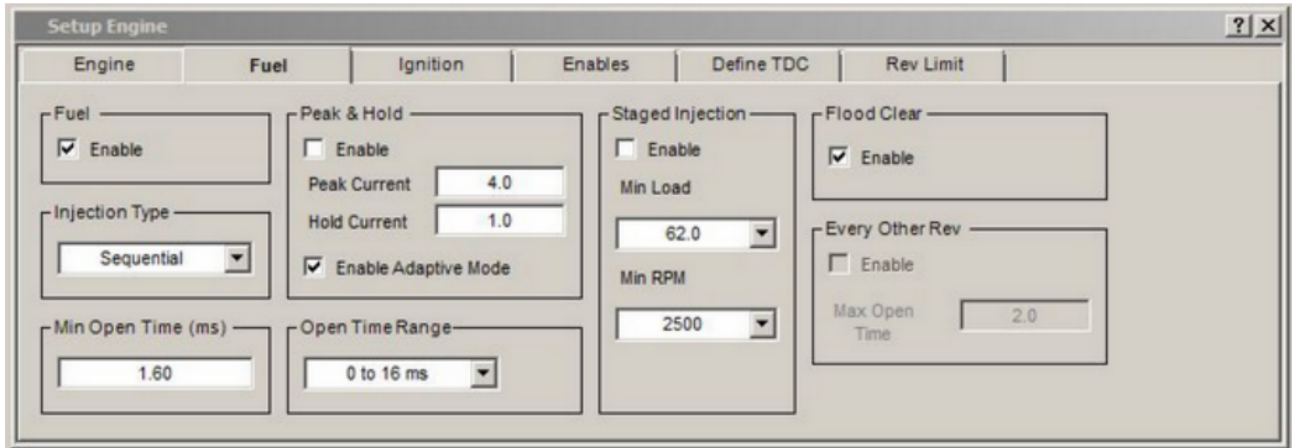 Setup Engine
? X
Engine Fuel Ignition Enables Define TDC Rev Limit
Fuel
Enable
Injection Type
Sequential
Min Open Time (ms)
1.60
Peak & Hold
Enable
Peak Current 4.0
Hold Current 1.0
Enable Adaptive Mode
Open Time Range
0 to 16 ms
Staged Injection
Enable
Min Load
62.0
Min RPM
2500
Flood Clear
Enable
Every Other Rev
Enable
Max Open 2.0
Time